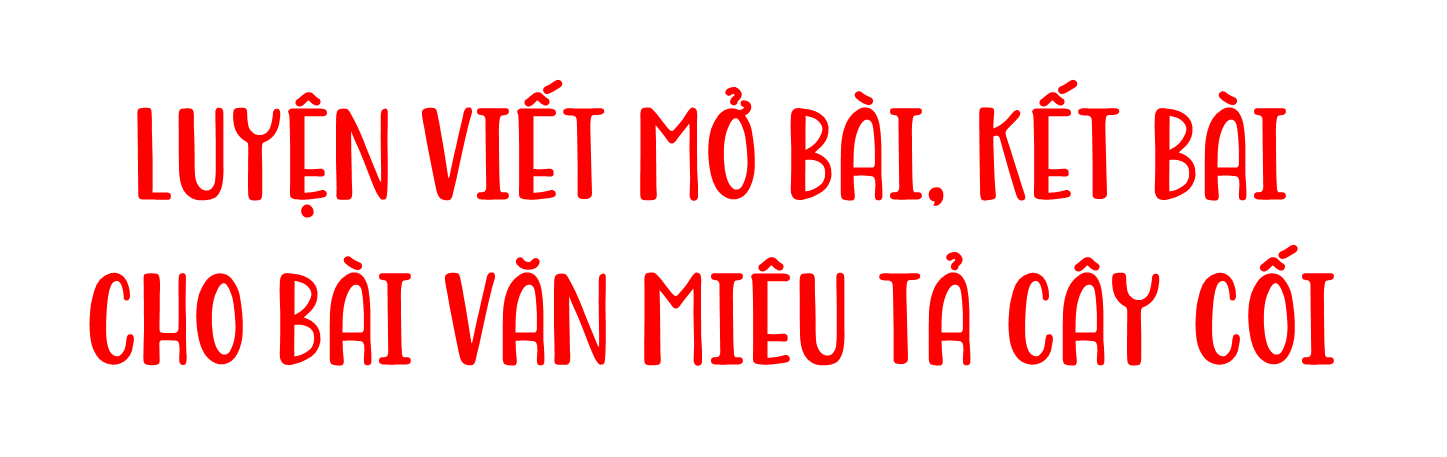 LUYỆN VIẾT MỞ BÀI, KẾT BÀI
CHO BÀI VĂN MIÊU TẢ CÂY CỐI